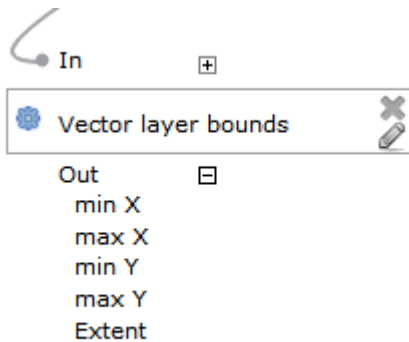 In
Vector layer bounds
Out
min X
max X
min Y
max Y
Extent